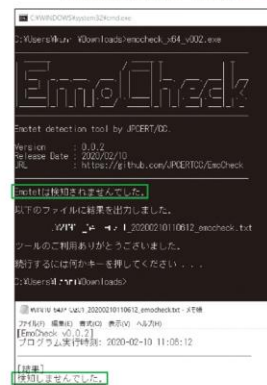 C:\WINDOWS\system32\cmd.exe
C:¥Users¥ ¥Downloads>emocheck_x64_v002.exe
EmoCheck
Emotet detection tool by JPCERT/CC.
Version : 0.0.2
Release Date : 2020/02/10
URL : https://github.com/JPCERTCC/EmoCheck
Emotetは検知されませんでした。
以下のファイルに結果を出力しました。
_20200210110612_emocheck.txt
ツールのご利用ありがとうございました。
続行するには何かキーを押してください . . .
C:¥Users¥ ¥Downloads>
_20200210110612_emocheck.txt - メモ帳
ファイル(F) 編集(E) 書式(O) 表示(V) ヘルプ(H)
[EmoCheck v0.0.2]
プログラム実行時刻: 2020-02-10 11:06:12
[結果]
検知しませんでした。